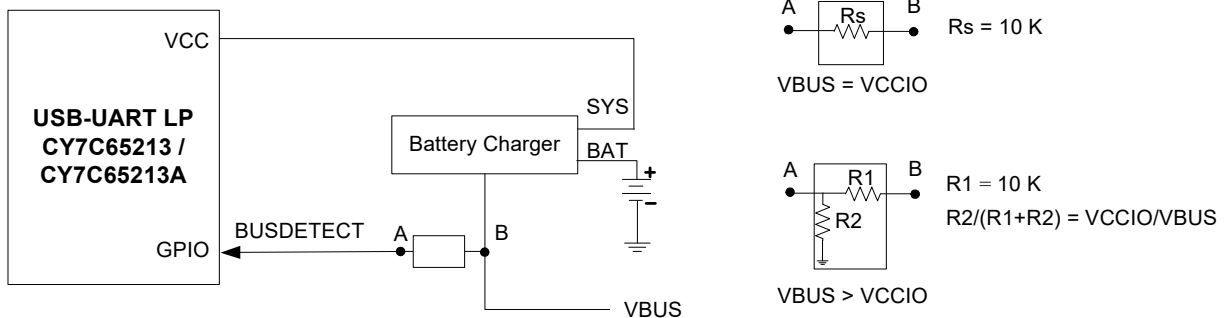 VCC
USB-UART LP
CY7C65213 /
CY7C65213A
GPIO
BUSDETECT
A
B
SYS
Battery Charger
BAT
+
-
VBUS
A
B
Rs
Rs = 10 K
VBUS = VCCIO
A
B
R1
R2
R1 = 10 K
R2/(R1+R2) = VCCIO/VBUS
VBUS > VCCIO